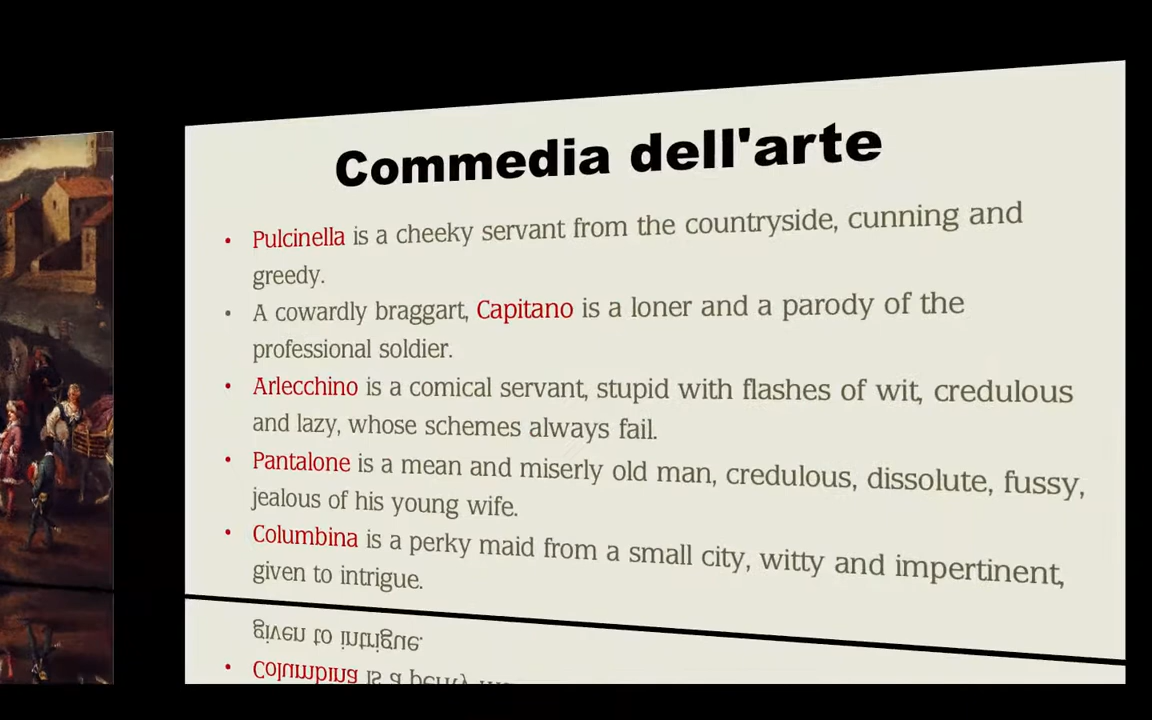 Commedia dell'arte
• Pulcinella is a cheeky servant from the countryside, cunning and
greedy.
• A cowardly braggart, Capitano is a loner and a parody of the
professional soldier.
• Arlecchino is a comical servant, stupid with flashes of wit, credulous
and lazy, whose schemes always fail.
• Pantalone is a mean and miserly old man, credulous, dissolute, fussy,
jealous of his young wife.
• Columbina is a perky maid from a small city, witty and impertinent,
given to intrigue.